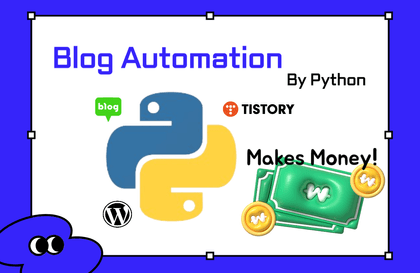 Blog Automation
By Python
blog
TISTORY
Makes Money!